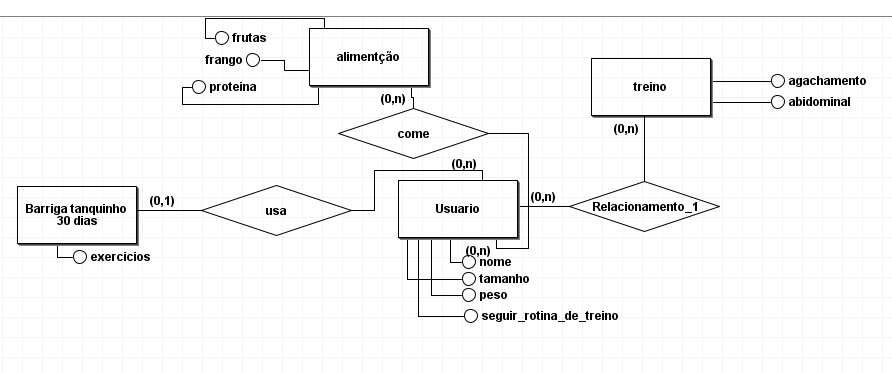 frutas
frango
proteina
alimentção
(0,n)
come
treino
agachamento
abidominal
(0,n)
Barriga tanquinho
30 dias
(0,1)
usa
(0,n)
Usuario
(0,n)
Relacionamento_1
exercicios
(0,n)
nome
tamanho
peso
seguir_rotina_de_treino